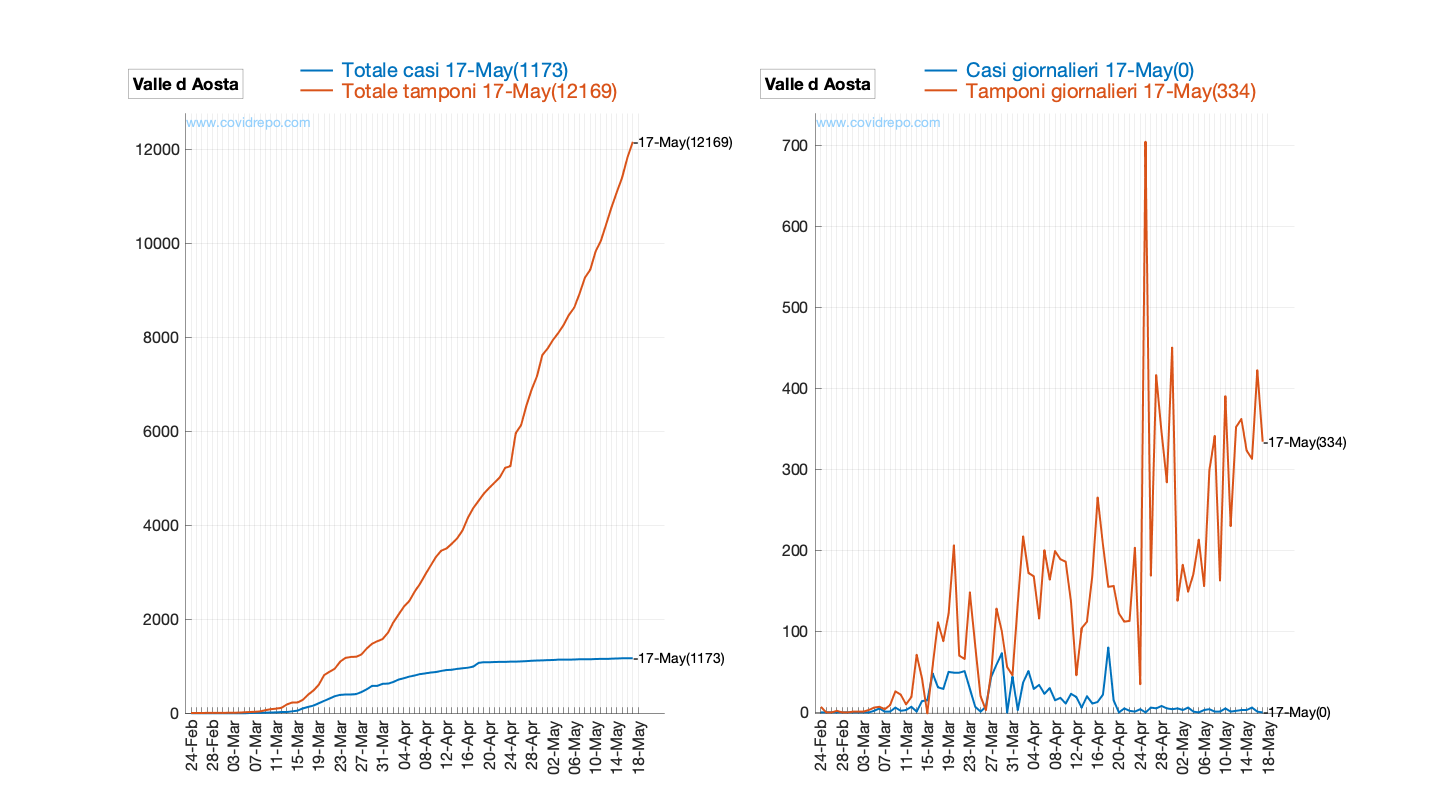 Valle d Aosta
Totale casi 17-May(1173)
Totale tamponi 17-May(12169)
www.covidrepo.com
12000
10000
8000
6000
4000
2000
0
-17-May(12169)
-17-May(1173)
24-Feb
28-Feb
03-Mar
07-Mar
11-Mar
15-Mar
19-Mar
23-Mar
27-Mar
31-Mar
04-Apr
08-Apr
12-Apr
16-Apr
20-Apr
24-Apr
28-Apr
02-May
06-May
10-May
14-May
18-May
Valle d Aosta
Casi giornalieri 17-May(0)
Tamponi giornalieri 17-May(334)
www.covidrepo.com
700
600
500
400
300
200
100
0
-17-May(334)
-17-May(0)
24-Feb
28-Feb
03-Mar
07-Mar
11-Mar
15-Mar
19-Mar
23-Mar
27-Mar
31-Mar
04-Apr
08-Apr
12-Apr
16-Apr
20-Apr
24-Apr
28-Apr
02-May
06-May
10-May
14-May
18-May